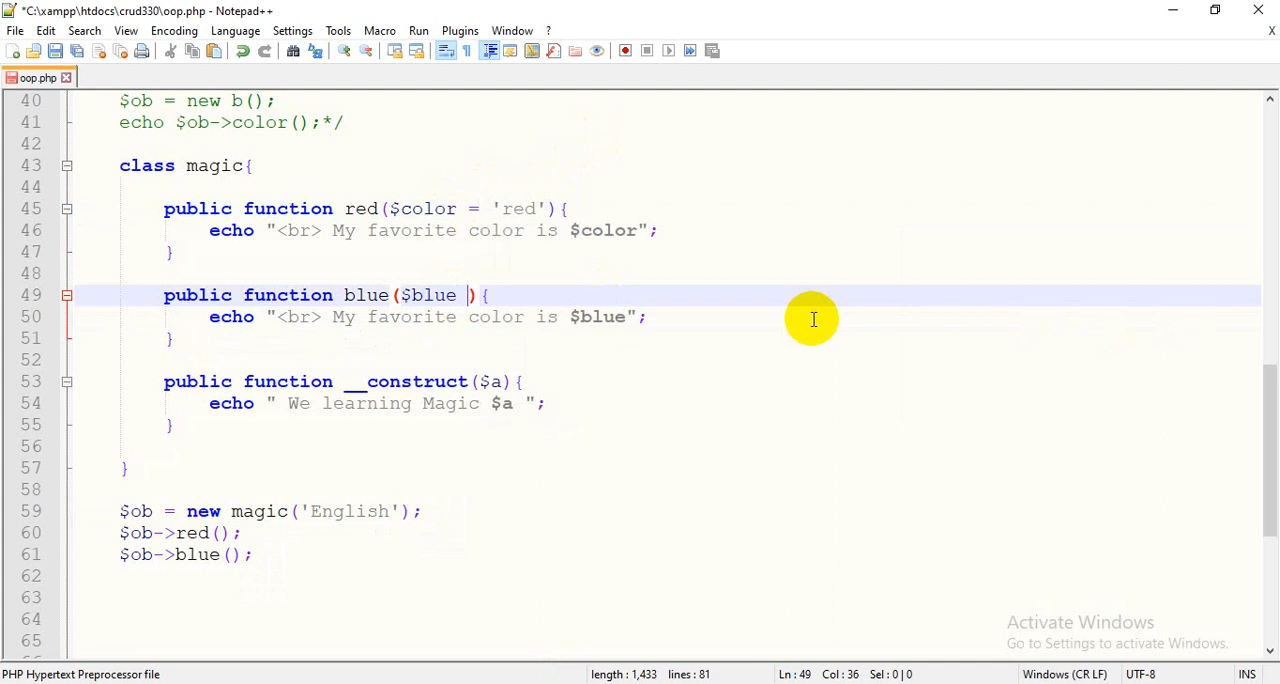 *C:\xampp\htdocs\crud330\oop.php - Notepad++
File Edit Search View Encoding Language Settings Tools Macro Run Plugins Window ? X
oop.php
40 $ob = new b();
41 echo $ob->color();*/
42
43 class magic{
44
45 public function red($color = 'red'){
46 echo "<br> My favorite color is $color";
47 }
48
49 public function blue($blue ){
50 echo "<br> My favorite color is $blue";
51 }
52
53 public function __construct($a){
54 echo " We learning Magic $a ";
55 }
56
57 }
58
59 $ob = new magic('English');
60 $ob->red();
61 $ob->blue();
62
63
64
65
Activate Windows
Go to Settings to activate Windows.
PHP Hypertext Preprocessor file length : 1,433 lines : 81 Ln : 49 Col : 36 Sel : 0 | 0 Windows (CR LF) UTF-8 INS